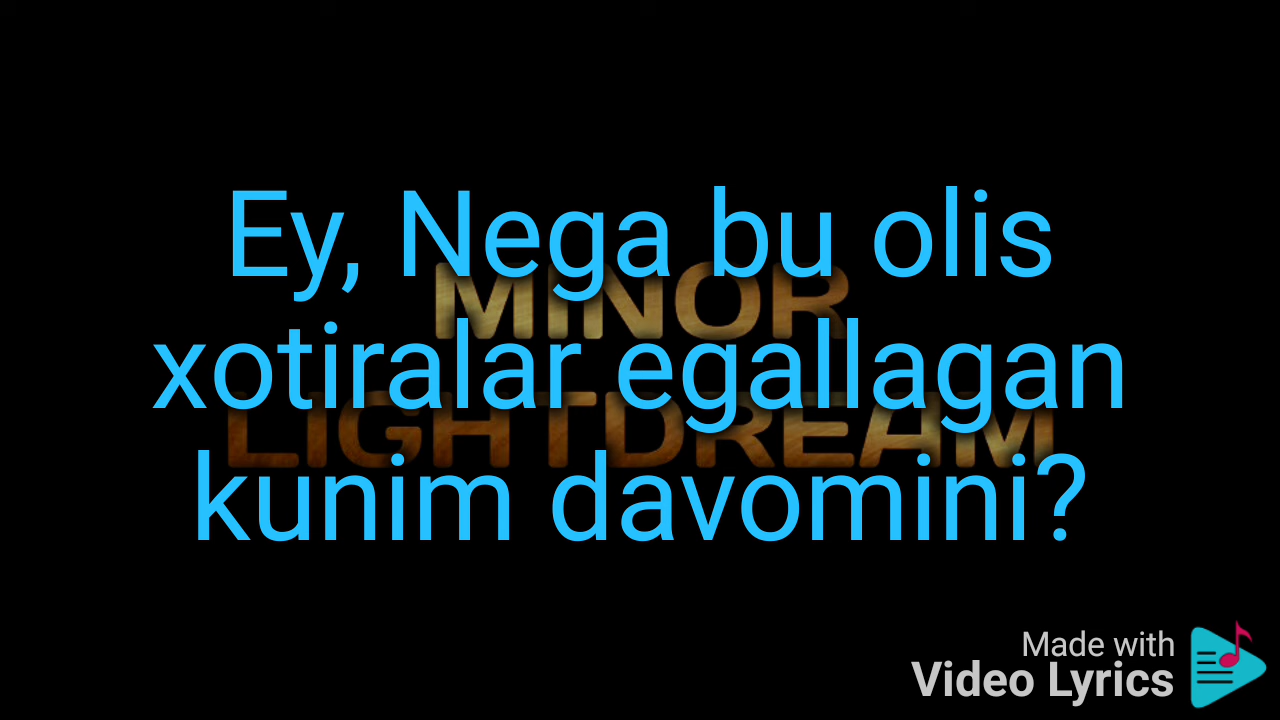 Ey, Nega bu olis
MINOR
xotiralar egallagan
LIGHTDREAM
kunim davomini?
Made with
Video Lyrics